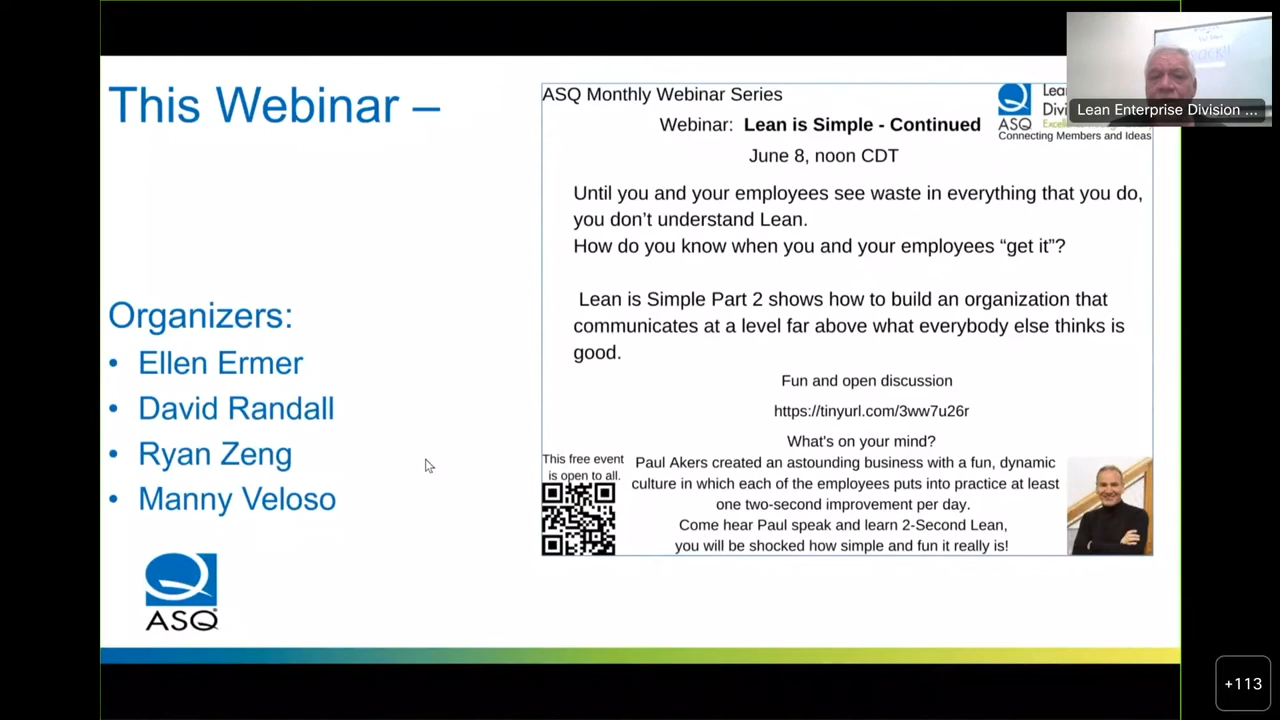 This Webinar –
Organizers:
• Ellen Ermer
• David Randall
• Ryan Zeng
• Manny Veloso
ASQ
ASQ Monthly Webinar Series
Webinar: Lean is Simple - Continued
June 8, noon CDT
ASQ
Connecting Members and Ideas
Until you and your employees see waste in everything that you do,
you don’t understand Lean.
How do you know when you and your employees “get it”?
Lean is Simple Part 2 shows how to build an organization that
communicates at a level far above what everybody else thinks is
good.
Fun and open discussion
https://tinyurl.com/3ww7u26r
What's on your mind?
This free event
is open to all.
Paul Akers created an astounding business with a fun, dynamic
culture in which each of the employees puts into practice at least
one two-second improvement per day.
Come hear Paul speak and learn 2-Second Lean,
you will be shocked how simple and fun it really is!
Lean Enterprise Division ...
+113